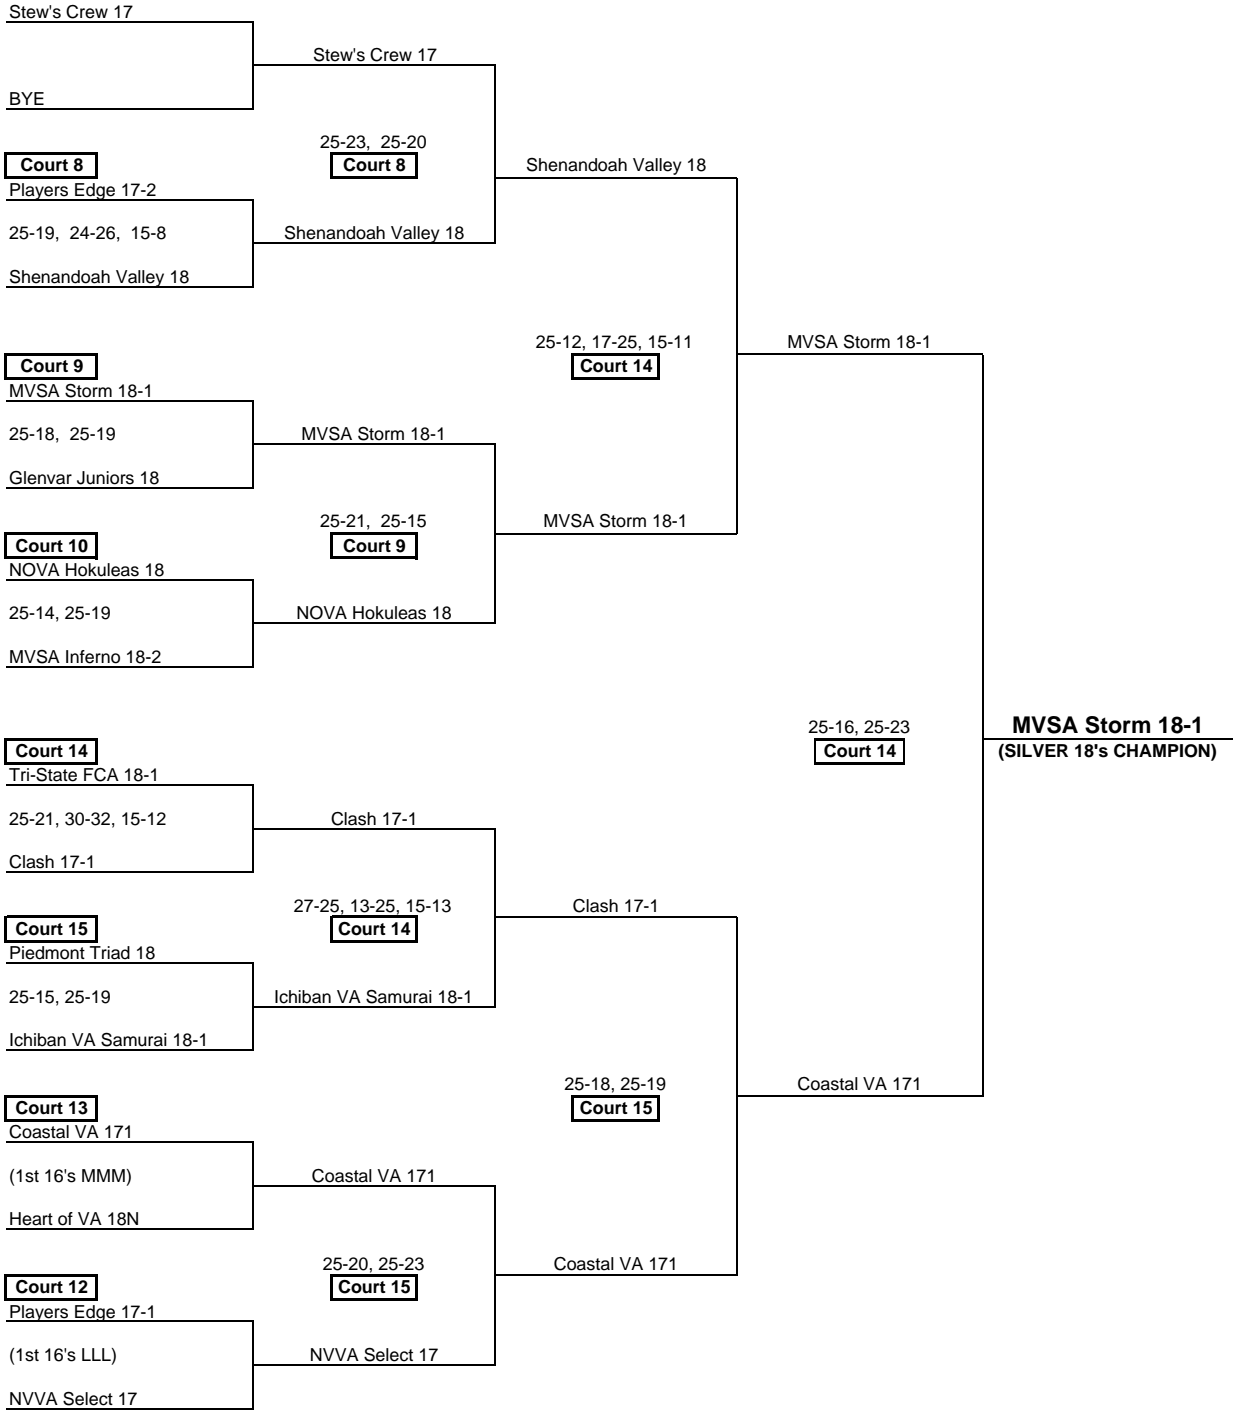 Stew's Crew 17
Stew's Crew 17
BYE
25-23, 25-20
Court 8
Court 8
Shenandoah Valley 18
Players Edge 17-2
25-19, 24-26, 15-8
Shenandoah Valley 18
Shenandoah Valley 18
25-12, 17-25, 15-11
MVSA Storm 18-1
Court 9
Court 14
MVSA Storm 18-1
25-18, 25-19
MVSA Storm 18-1
Glenvar Juniors 18
25-21, 25-15
MVSA Storm 18-1
Court 10
Court 9
NOVA Hokuleas 18
25-14, 25-19
NOVA Hokuleas 18
MVSA Inferno 18-2
25-16, 25-23
MVSA Storm 18-1
Court 14
Court 14
(SILVER 18's CHAMPION)
Tri-State FCA 18-1
25-21, 30-32, 15-12
Clash 17-1
Clash 17-1
27-25, 13-25, 15-13
Clash 17-1
Court 15
Court 14
Piedmont Triad 18
25-15, 25-19
Ichiban VA Samurai 18-1
Ichiban VA Samurai 18-1
25-18, 25-19
Coastal VA 171
Court 13
Court 15
Coastal VA 171
(1st 16's MMM)
Coastal VA 171
Heart of VA 18N
25-20, 25-23
Coastal VA 171
Court 12
Court 15
Players Edge 17-1
(1st 16's LLL)
NVVA Select 17
NVVA Select 17